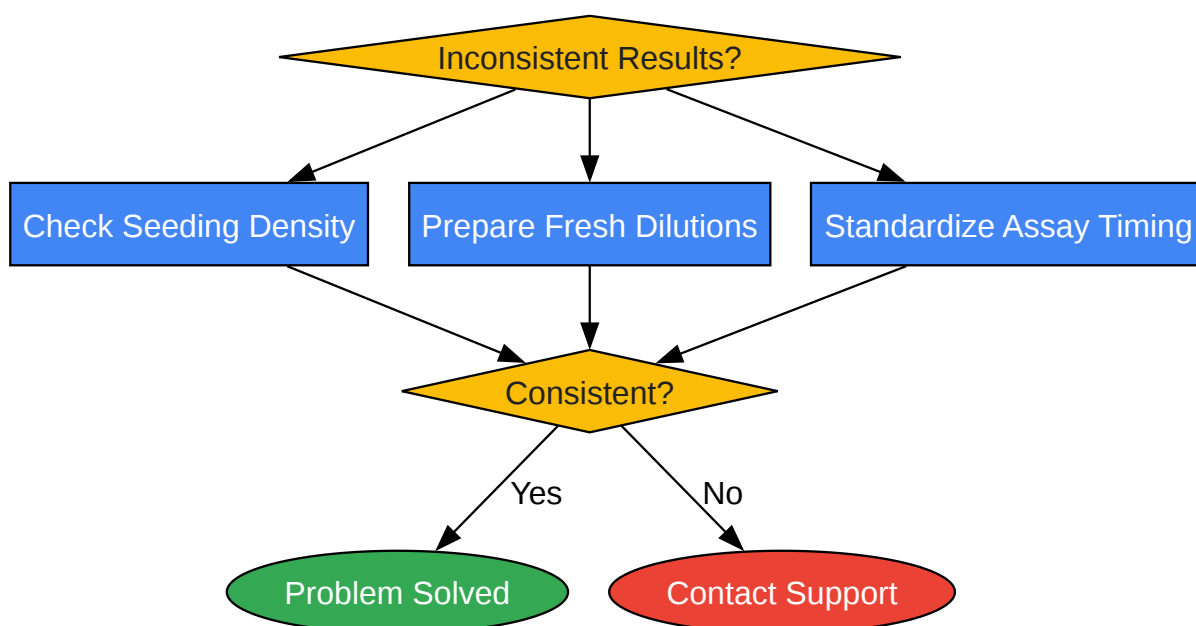 Inconsistent Results?
Check Seeding Density
Prepare Fresh Dilutions
Standardize Assay Timing
Consistent?
Yes
No
Problem Solved
Contact Support